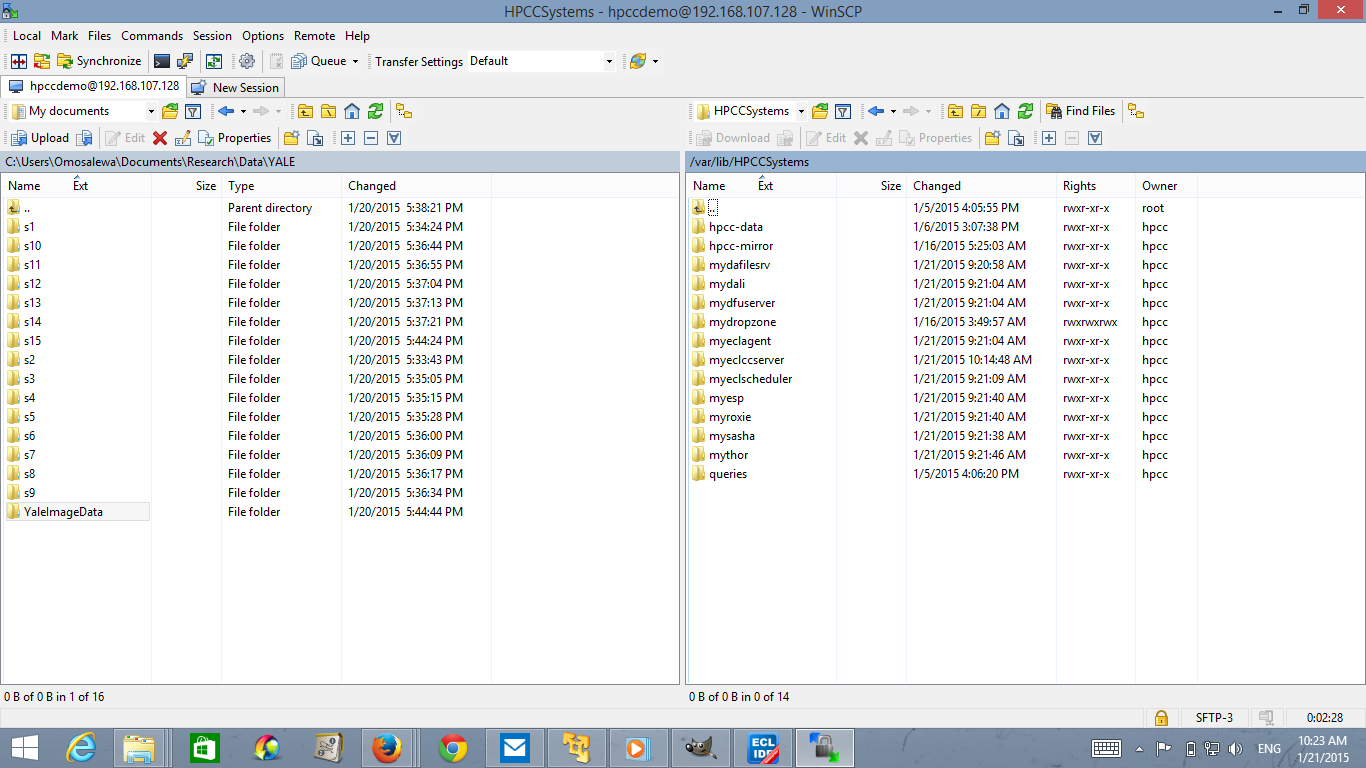 HPCCSystems - hpccdemo@192.168.107.128 - WinSCP
Local Mark Files Commands Session Options Remote Help
Synchronize Queue Transfer Settings Default
hpccdemo@192.168.107.128 New Session
My documents
Upload Edit Properties
C:\Users\Omosalewa\Documents\Research\Data\YALE
Name Ext Size Type Changed
.. Parent directory 1/20/2015 5:38:21 PM
s1 File folder 1/20/2015 5:34:24 PM
s10 File folder 1/20/2015 5:36:44 PM
s11 File folder 1/20/2015 5:36:55 PM
s12 File folder 1/20/2015 5:37:04 PM
s13 File folder 1/20/2015 5:37:13 PM
s14 File folder 1/20/2015 5:37:21 PM
s15 File folder 1/20/2015 5:44:24 PM
s2 File folder 1/20/2015 5:33:43 PM
s3 File folder 1/20/2015 5:35:05 PM
s4 File folder 1/20/2015 5:35:15 PM
s5 File folder 1/20/2015 5:35:28 PM
s6 File folder 1/20/2015 5:36:00 PM
s7 File folder 1/20/2015 5:36:09 PM
s8 File folder 1/20/2015 5:36:17 PM
s9 File folder 1/20/2015 5:36:34 PM
YaleImageData File folder 1/20/2015 5:44:44 PM
0 B of 0 B in 1 of 16
HPCCSystems Find Files
Download Edit Properties
/var/lib/HPCCSystems
Name Ext Size Changed Rights Owner
.. 1/5/2015 4:05:55 PM rwxr-xr-x root
hpcc-data 1/6/2015 3:07:38 PM rwxr-xr-x hpcc
hpcc-mirror 1/16/2015 5:25:03 AM rwxr-xr-x hpcc
mydafilesrv 1/21/2015 9:20:58 AM rwxr-xr-x hpcc
mydali 1/21/2015 9:21:04 AM rwxr-xr-x hpcc
mydfuserver 1/21/2015 9:21:04 AM rwxr-xr-x hpcc
mydropzone 1/16/2015 3:49:57 AM rwxrwxrwx hpcc
myeclagent 1/21/2015 9:21:04 AM rwxr-xr-x hpcc
myeclccserver 1/21/2015 10:14:48 AM rwxr-xr-x hpcc
myeclscheduler 1/21/2015 9:21:09 AM rwxr-xr-x hpcc
myesp 1/21/2015 9:21:40 AM rwxr-xr-x hpcc
myroxie 1/21/2015 9:21:40 AM rwxr-xr-x hpcc
mysasha 1/21/2015 9:21:38 AM rwxr-xr-x hpcc
mythor 1/21/2015 9:21:46 AM rwxr-xr-x hpcc
queries 1/5/2015 4:06:20 PM rwxr-xr-x hpcc
0 B of 0 B in 0 of 14
SFTP-3 0:02:28
ECL
IDE
ENG
10:23 AM
1/21/2015